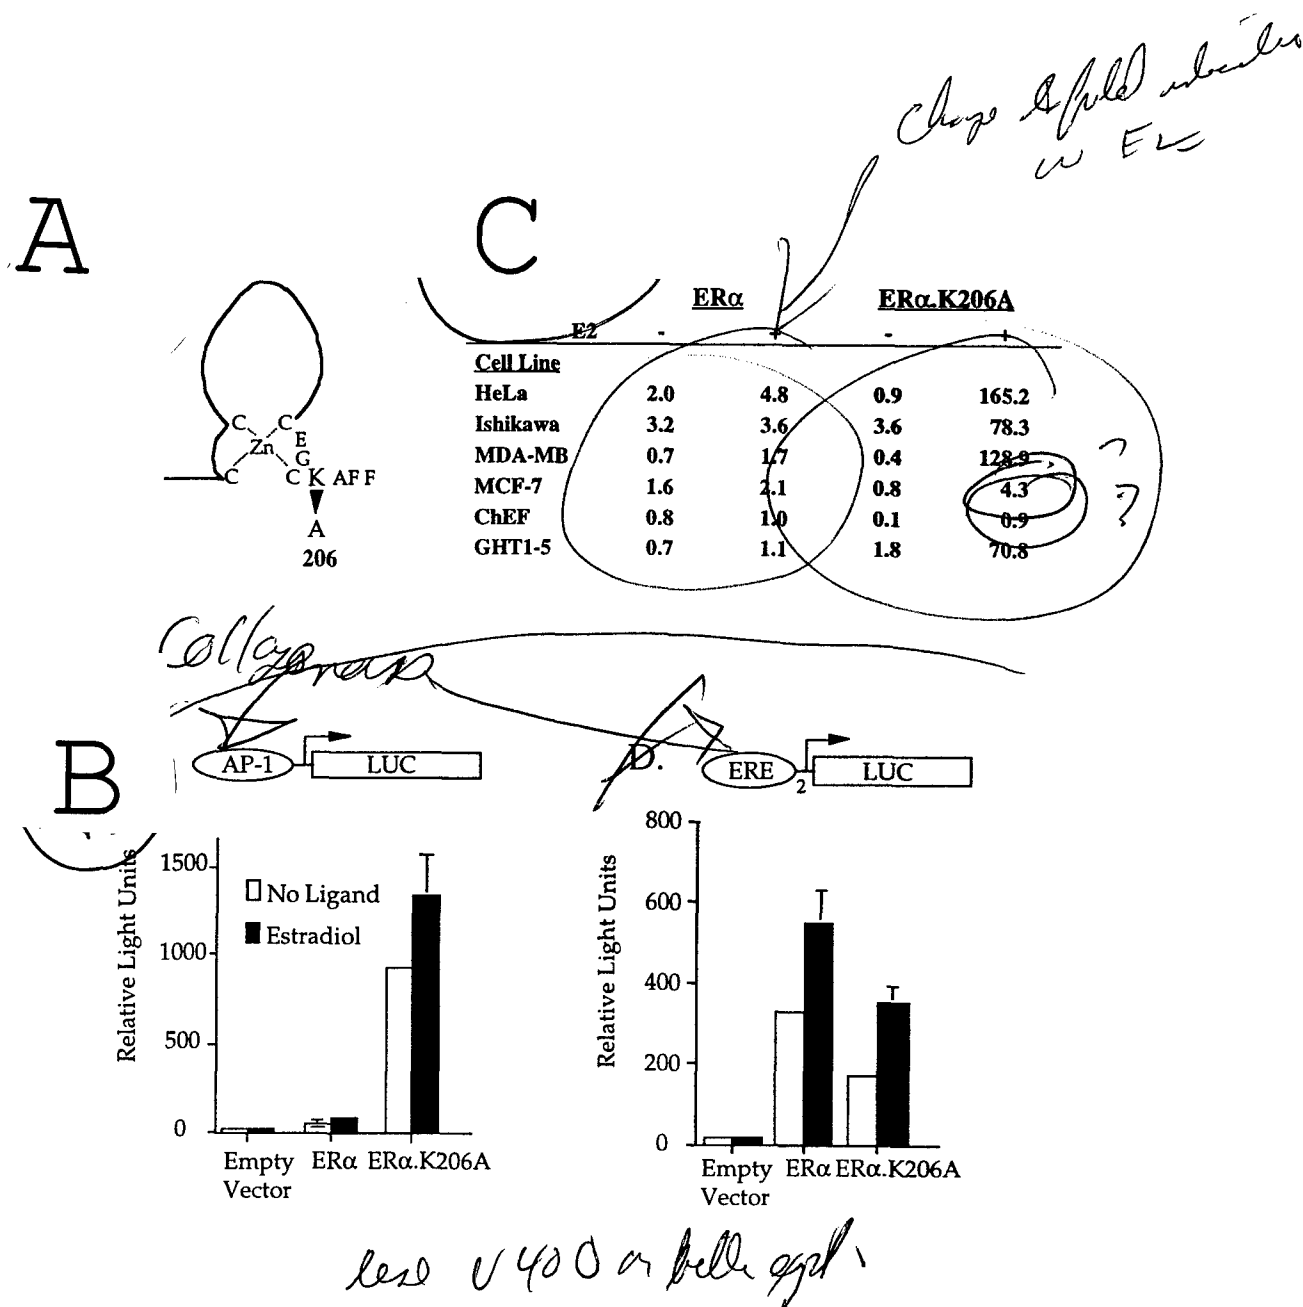 A
C
ERα ERα.K206A
E2 - + - +
Cell Line
HeLa 2.0 4.8 0.9 165.2
Ishikawa 3.2 3.6 3.6 78.3
MDA-MB 0.7 1.7 0.4 128.9 ?
MCF-7 1.6 2.1 0.8 4.3 ?
ChEF 0.8 1.0 0.1 0.9
GHT1-5 0.7 1.1 1.8 70.8
C C E
Zn G
C C K AFF
A
206
Collagenase
B
AP-1 LUC
Relative Light Units
1500
1000
500
0
No Ligand
Estradiol
Empty Vector ERα ERα.K206A
D.
ERE 2 LUC
Relative Light Units
800
600
400
200
0
Empty Vector ERα ERα.K206A